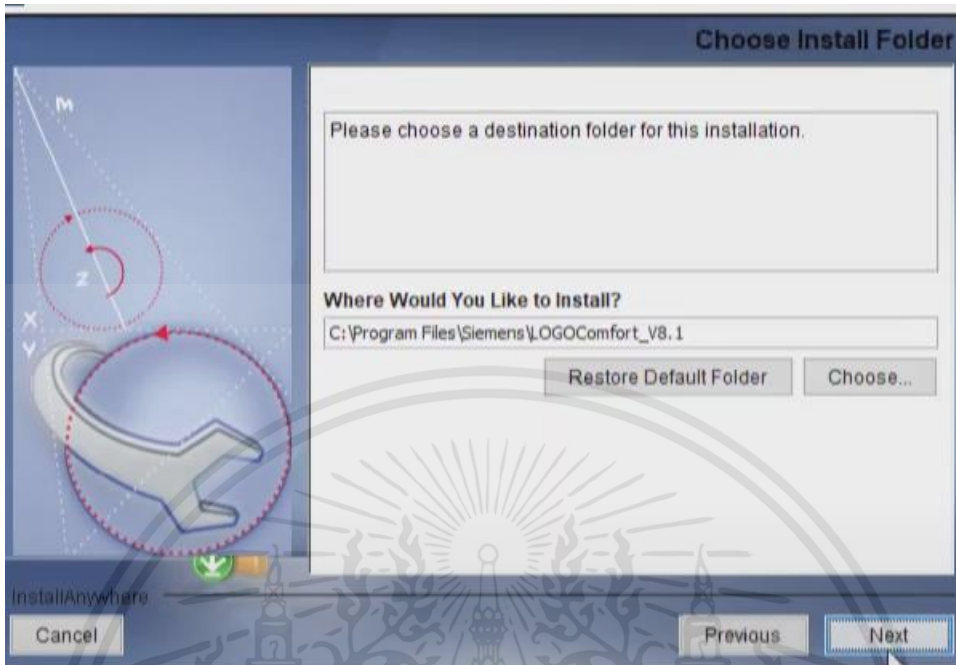 Choose Install Folder
M
Please choose a destination folder for this installation.
Z
Where Would You Like to Install?
X
C:\Program Files\Siemens\LOGOComfort_V8.1
Y
Restore Default Folder Choose...
InstallAnywhere
Cancel Previous Next